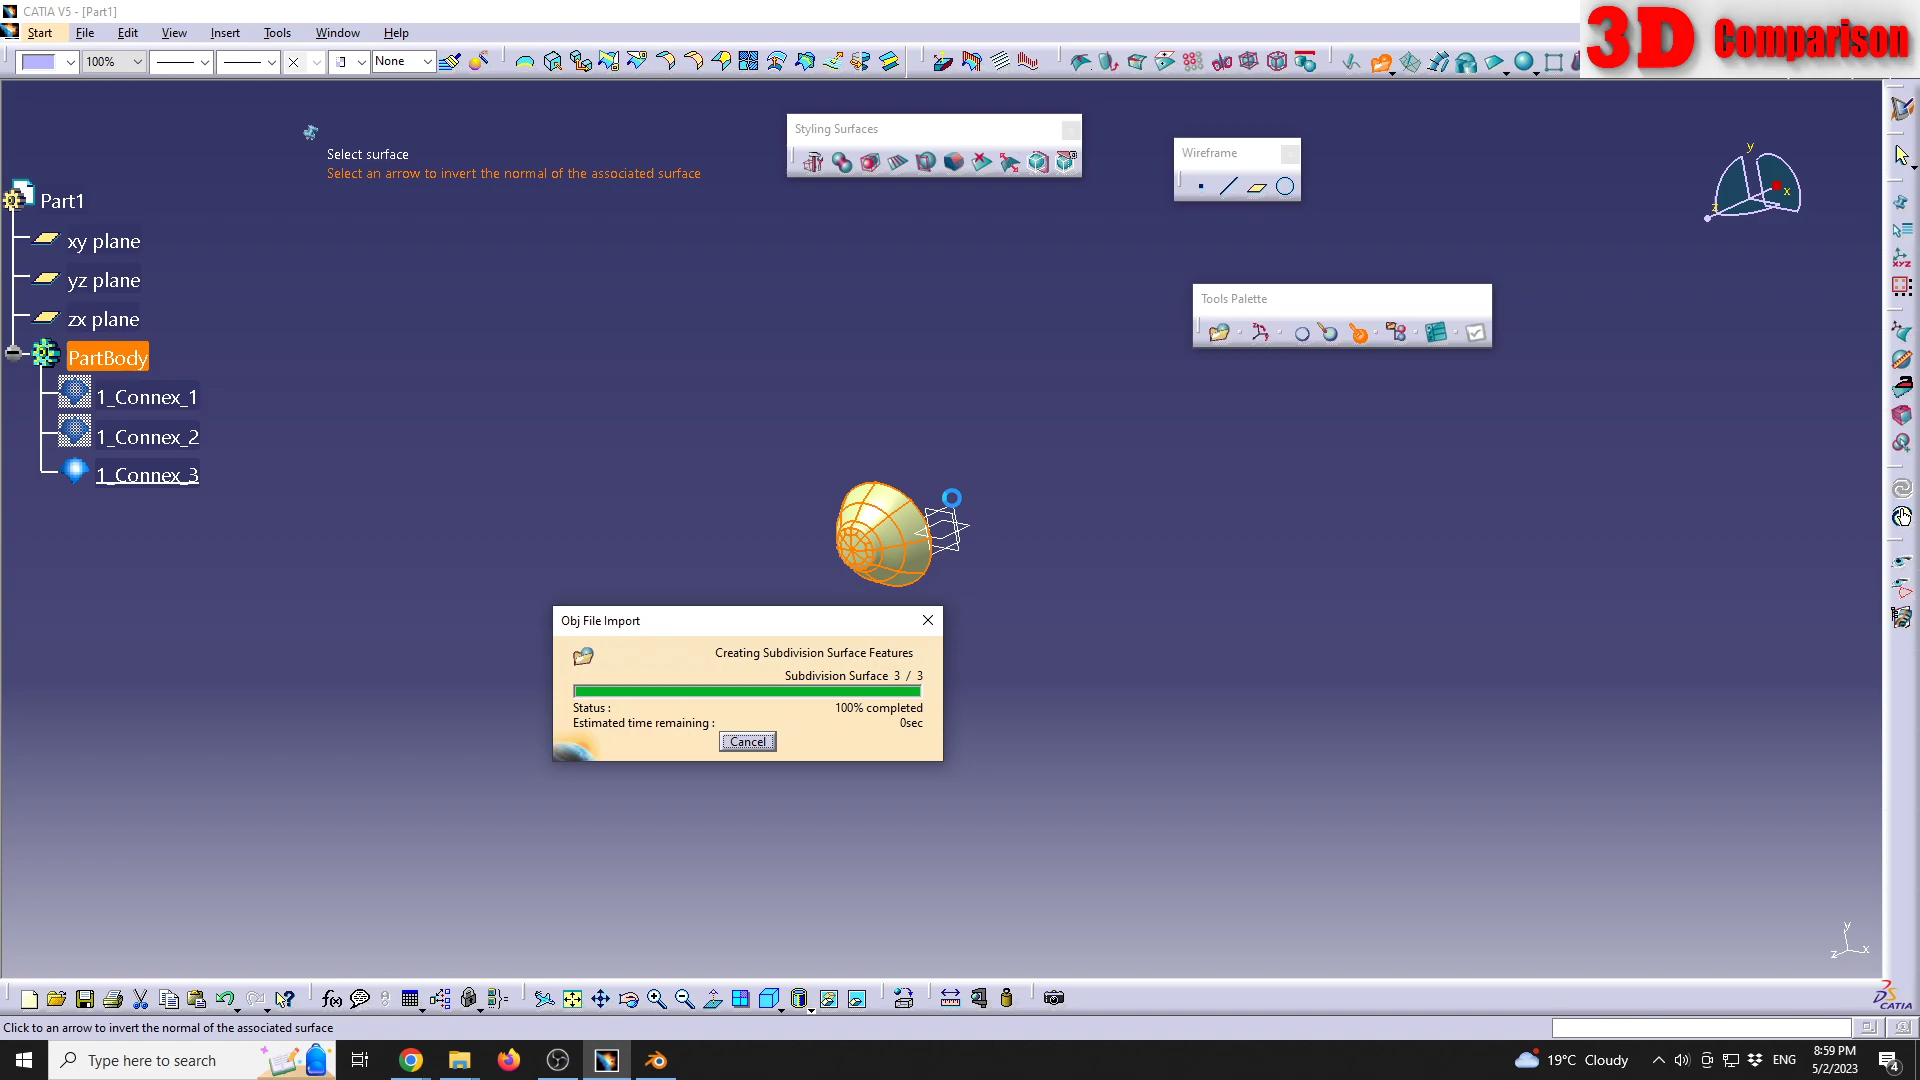 CATIA V5 - [Part1]
Start File Edit View Insert Tools Window Help
3D Comparison
100%
None
Styling Surfaces
Wireframe
Select surface
Select an arrow to invert the normal of the associated surface
y
x
z
Part1
xy plane
yz plane
zx plane
PartBody
1_Connex_1
1_Connex_2
1_Connex_3
Tools Palette
XYZ
Obj File Import
Creating Subdivision Surface Features
Subdivision Surface 3 / 3
Status : 100% completed
Estimated time remaining : 0sec
Cancel
y
z x
f(x)
CATIA
Click to an arrow to invert the normal of the associated surface
Type here to search
19°C Cloudy
ENG
8:59 PM
5/2/2023
4